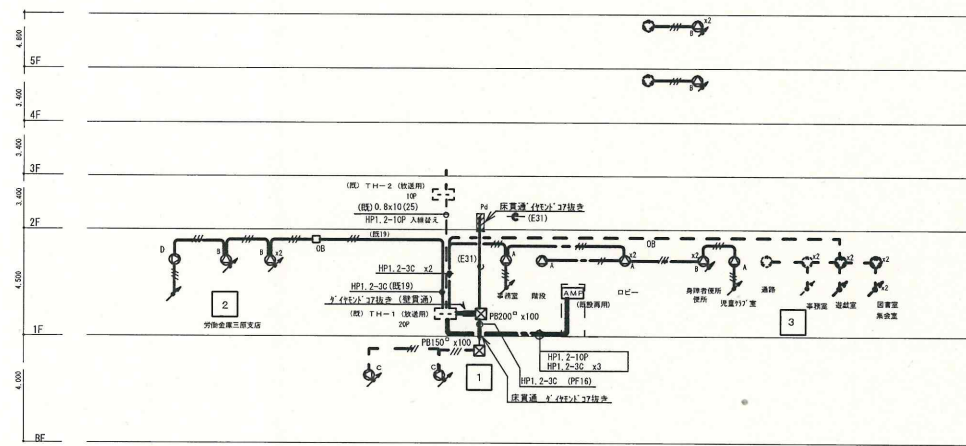 4.800
x2
B
5F
3.400
B
4F
3.400
3F
3.400
(既) TH-2 (放送用)
10P
(既) 0.8x10(25)
HP1.2-10P 入線替え
Pd
床貫通ダイヤモンドコア抜き
(E31)
2F
(既19)
OB
OB
D
B
B
x2
(E31)
A
A
x2
A
x2
B
A
x2
x2
x2
HP1.2-3C x2
4.500
HP1.2-3C(既19)
ダイヤモンドコア抜き (壁貫通)
事務室
階段
ロビー
身障者便所
便所
児童クラブ室
通路
事務室
遊戯室
図書室
集会室
2
労働金庫三原支店
(既) TH-1 (放送用)
20P
PB200□ x100
AMP
(既設再用)
3
1F
PB150□ x100
HP1.2-10P
HP1.2-3C x3
C
C
1
HP1.2-3C (PF16)
床貫通 ダイヤモンドコア抜き
4.000
BF